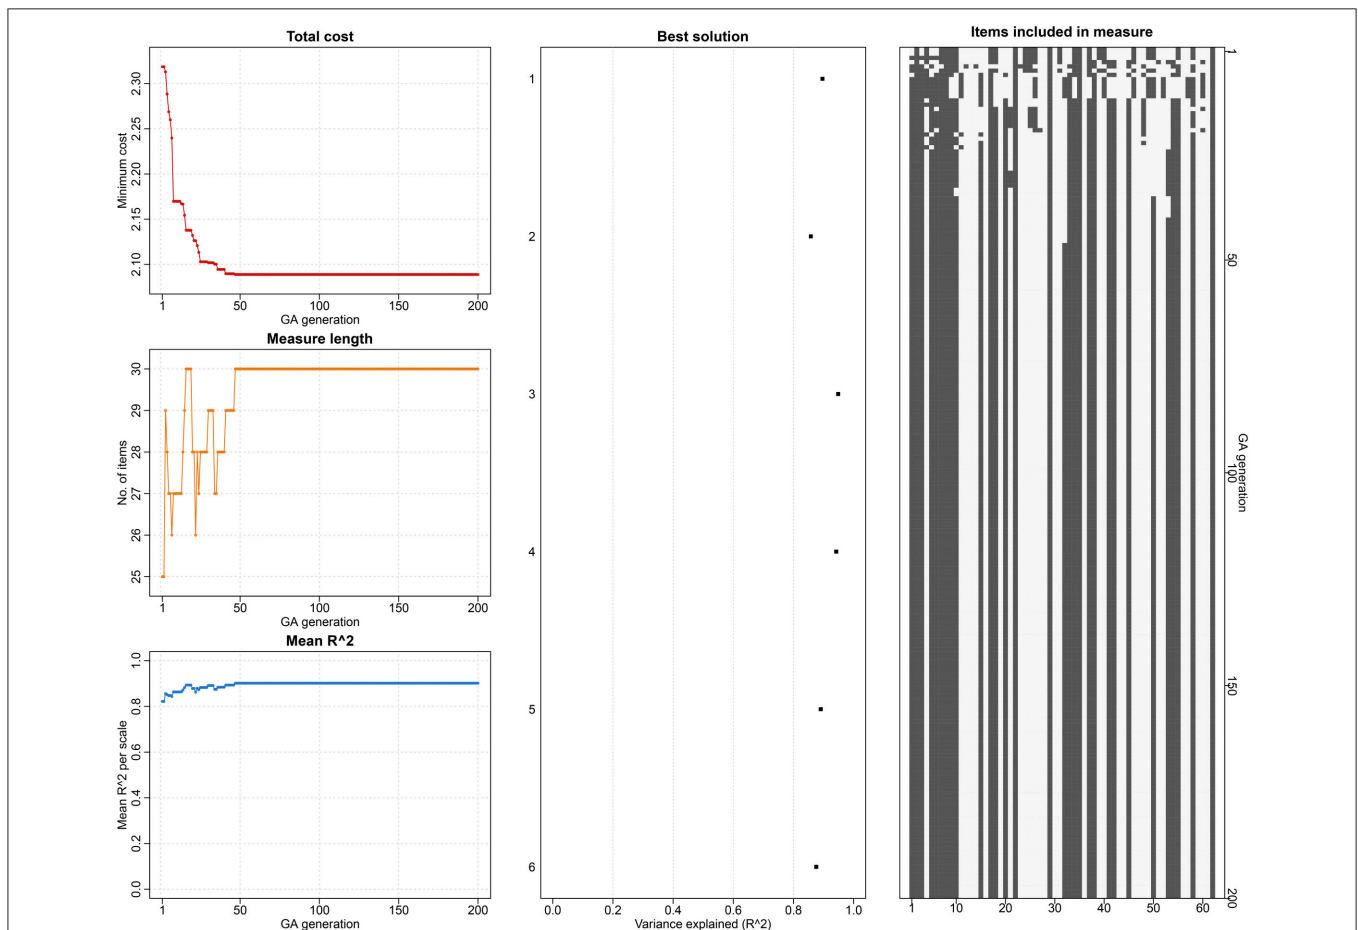 Total cost
Minimum cost
2.30
2.25
2.20
2.15
2.10
1 50 100 150 200
GA generation
Measure length
No. of items
30
29
28
27
26
25
1 50 100 150 200
GA generation
Mean R^2
Mean R^2 per scale
1.0
0.8
0.6
0.4
0.2
0.0
1 50 100 150 200
GA generation
Best solution
1
2
3
4
5
6
0.0 0.2 0.4 0.6 0.8 1.0
Variance explained (R^2)
Items included in measure
1
50
100
150
200
GA generation
1 10 20 30 40 50 60